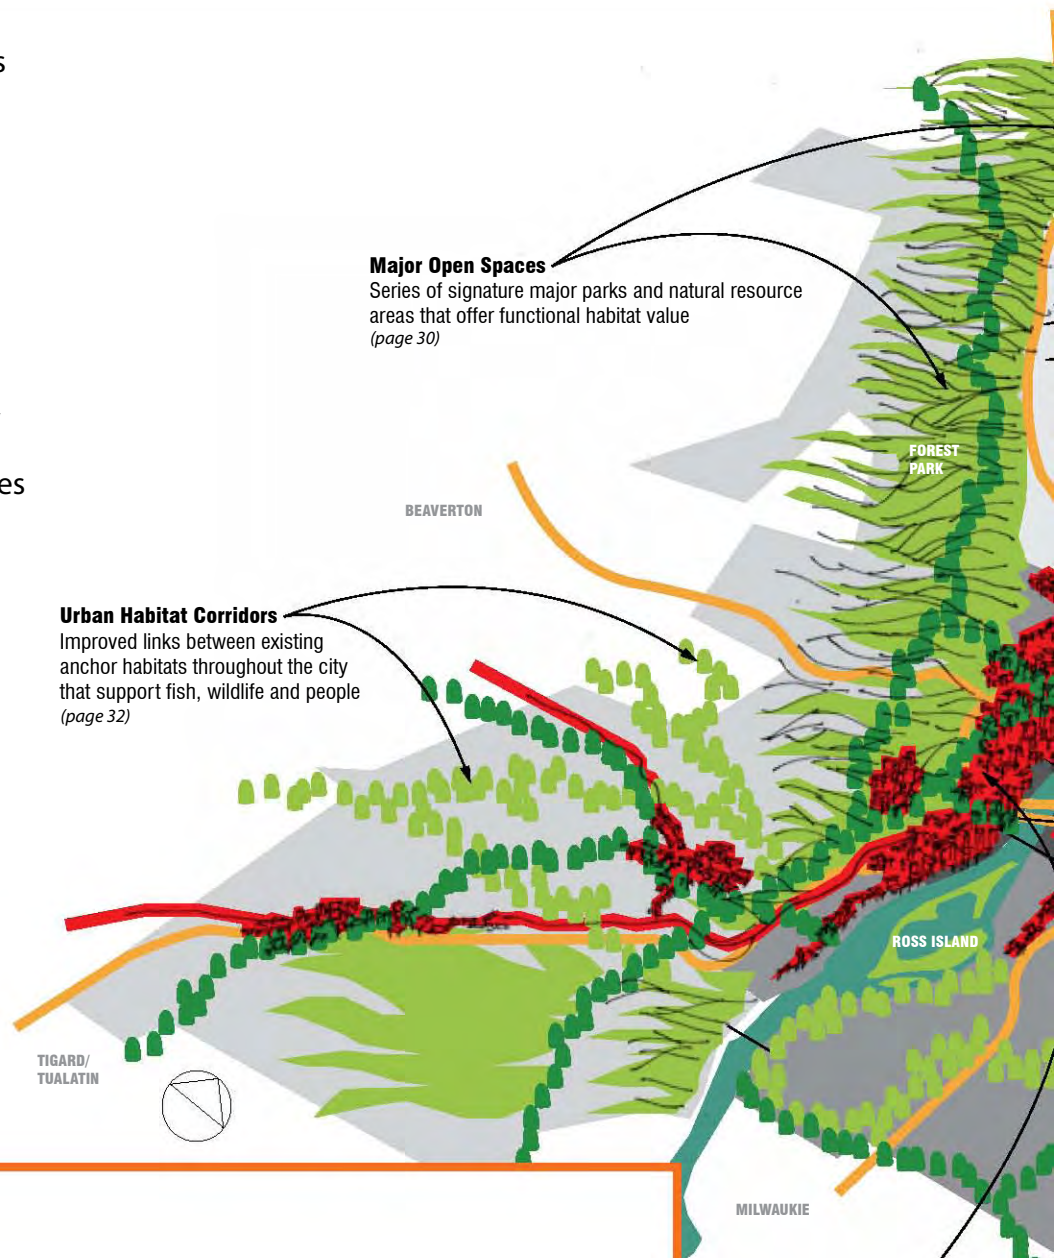 s
es
Major Open Spaces
Series of signature major parks and natural resource
areas that offer functional habitat value
(page 30)
FOREST
PARK
BEAVERTON
Urban Habitat Corridors
Improved links between existing
anchor habitats throughout the city
that support fish, wildlife and people
(page 32)
ROSS ISLAND
TIGARD/
TUALATIN
MILWAUKIE